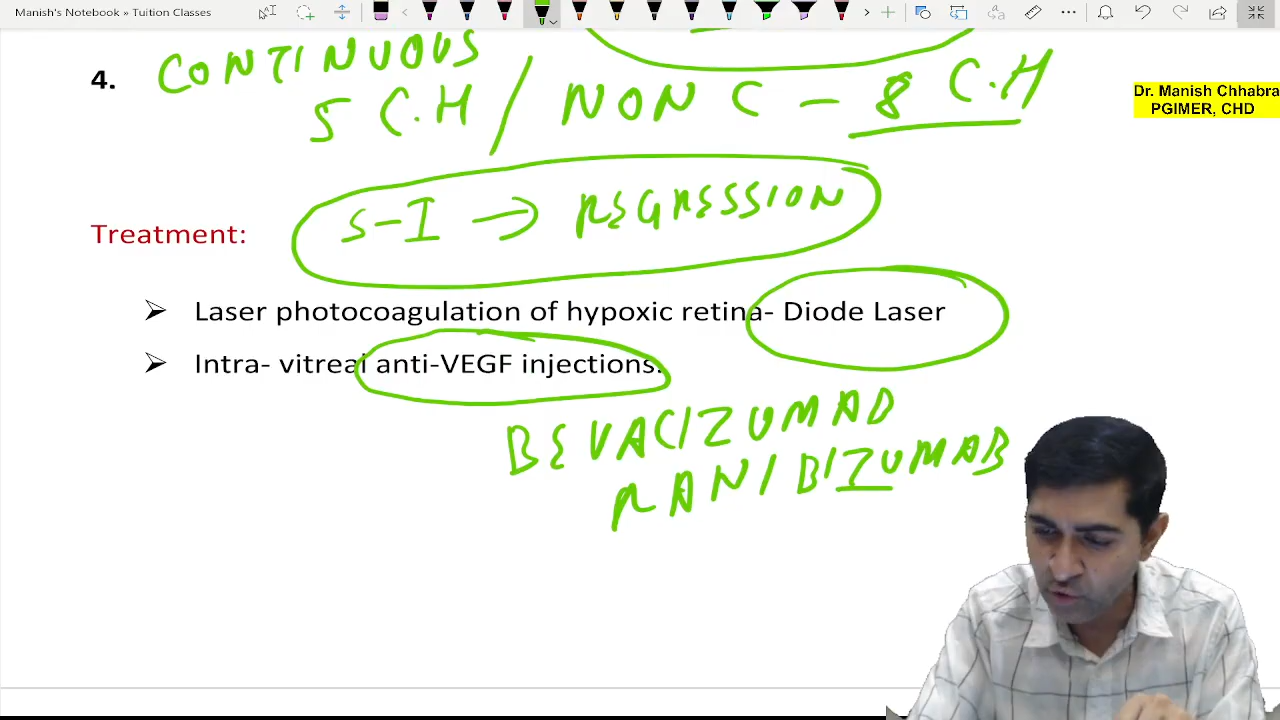 Manish's Notebook » Tuition Classes
CONTINUOUS
4.
5 C.H / NON C - 8 C.H
Dr. Manish Chhabra
PGIMER, CHD
S-I → REGRESSION
Treatment:
➢ Laser photocoagulation of hypoxic retina- Diode Laser
➢ Intra- vitreal anti-VEGF injections.
BEVACIZUMAB
RANIBIZUMAB